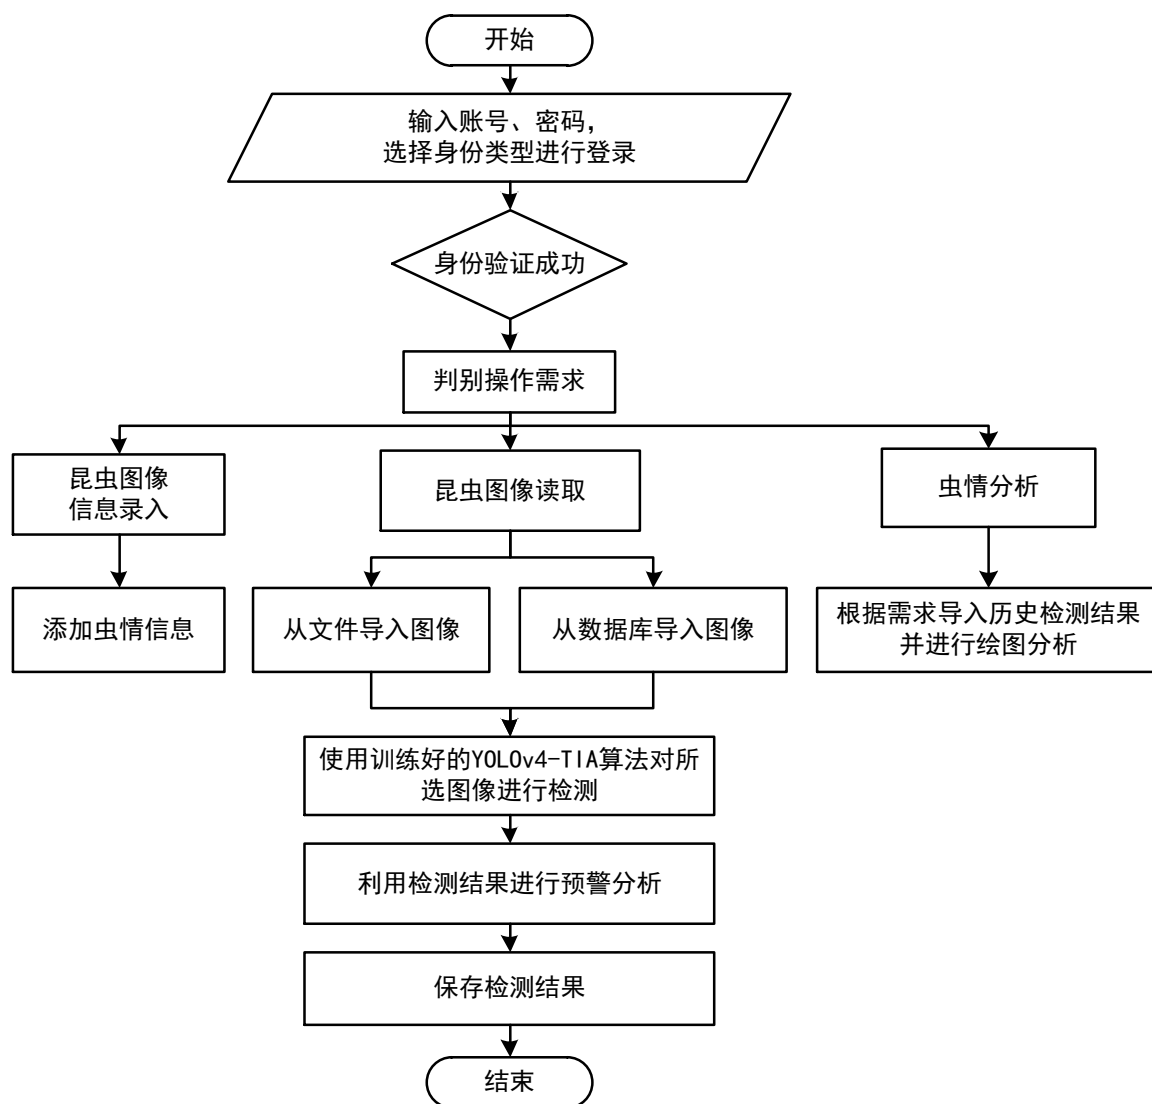 开始
输入账号、密码,
选择身份类型进行登录
身份验证成功
判别操作需求
昆虫图像
信息录入
昆虫图像读取
虫情分析
添加虫情信息
从文件导入图像
从数据库导入图像
根据需求导入历史检测结果
并进行绘图分析
使用训练好的YOLOv4-TIA算法对所
选图像进行检测
利用检测结果进行预警分析
保存检测结果
结束